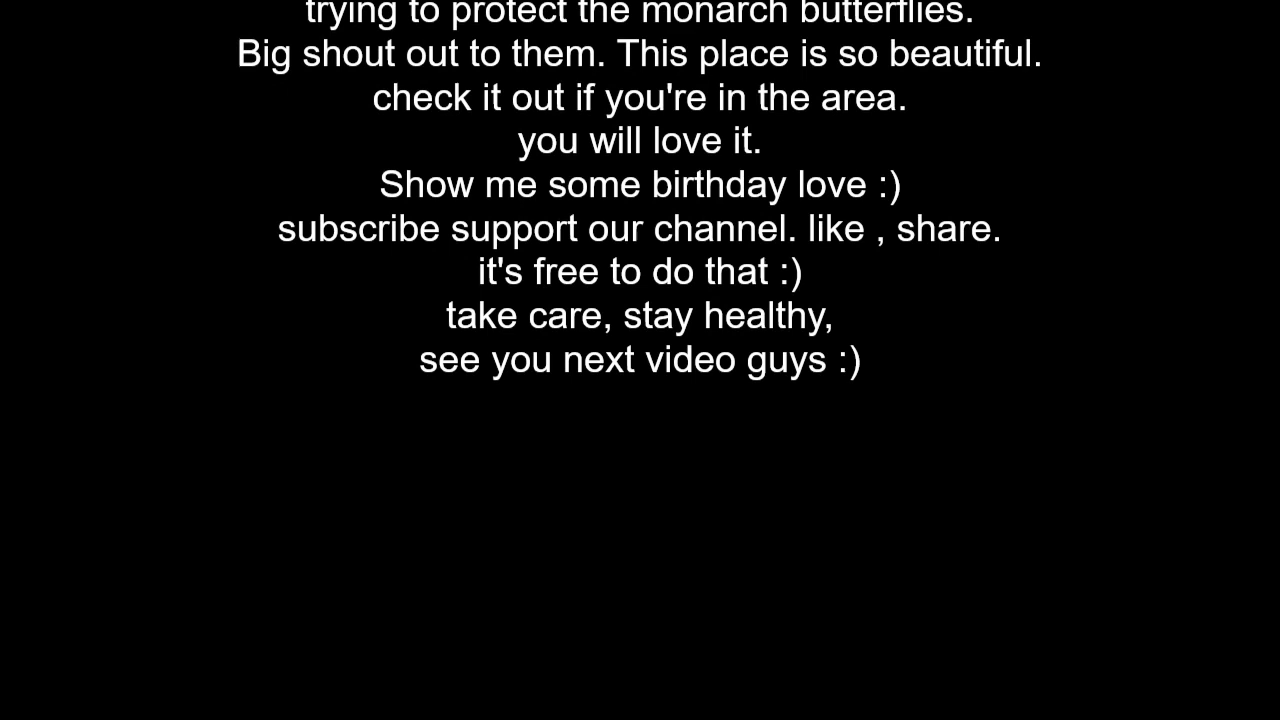 trying to protect the monarch butterflies.
Big shout out to them. This place is so beautiful.
check it out if you're in the area.
you will love it.
Show me some birthday love :)
subscribe support our channel. like , share.
it's free to do that :)
take care, stay healthy,
see you next video guys :)